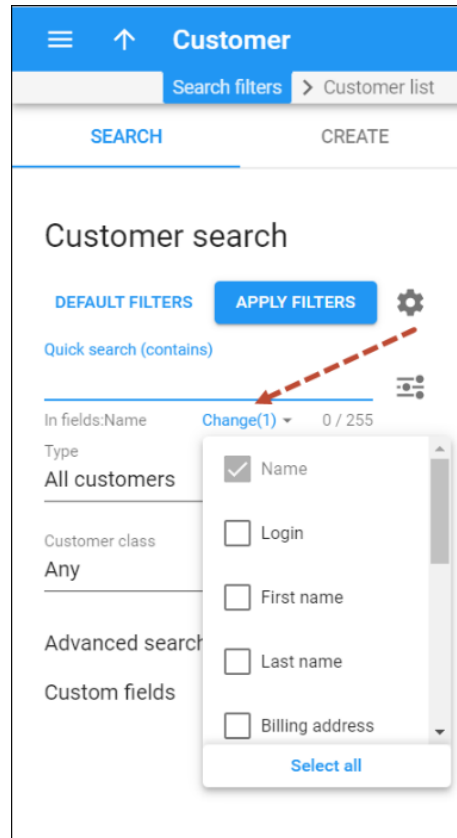 Customer
Search filters > Customer list
SEARCH CREATE
Customer search
DEFAULT FILTERS APPLY FILTERS
Quick search (contains)
In fields:Name Change(1) 0 / 255
Type
All customers
Name
Login
Customer class
Any
First name
Last name
Advanced search
Custom fields
Billing address
Select all